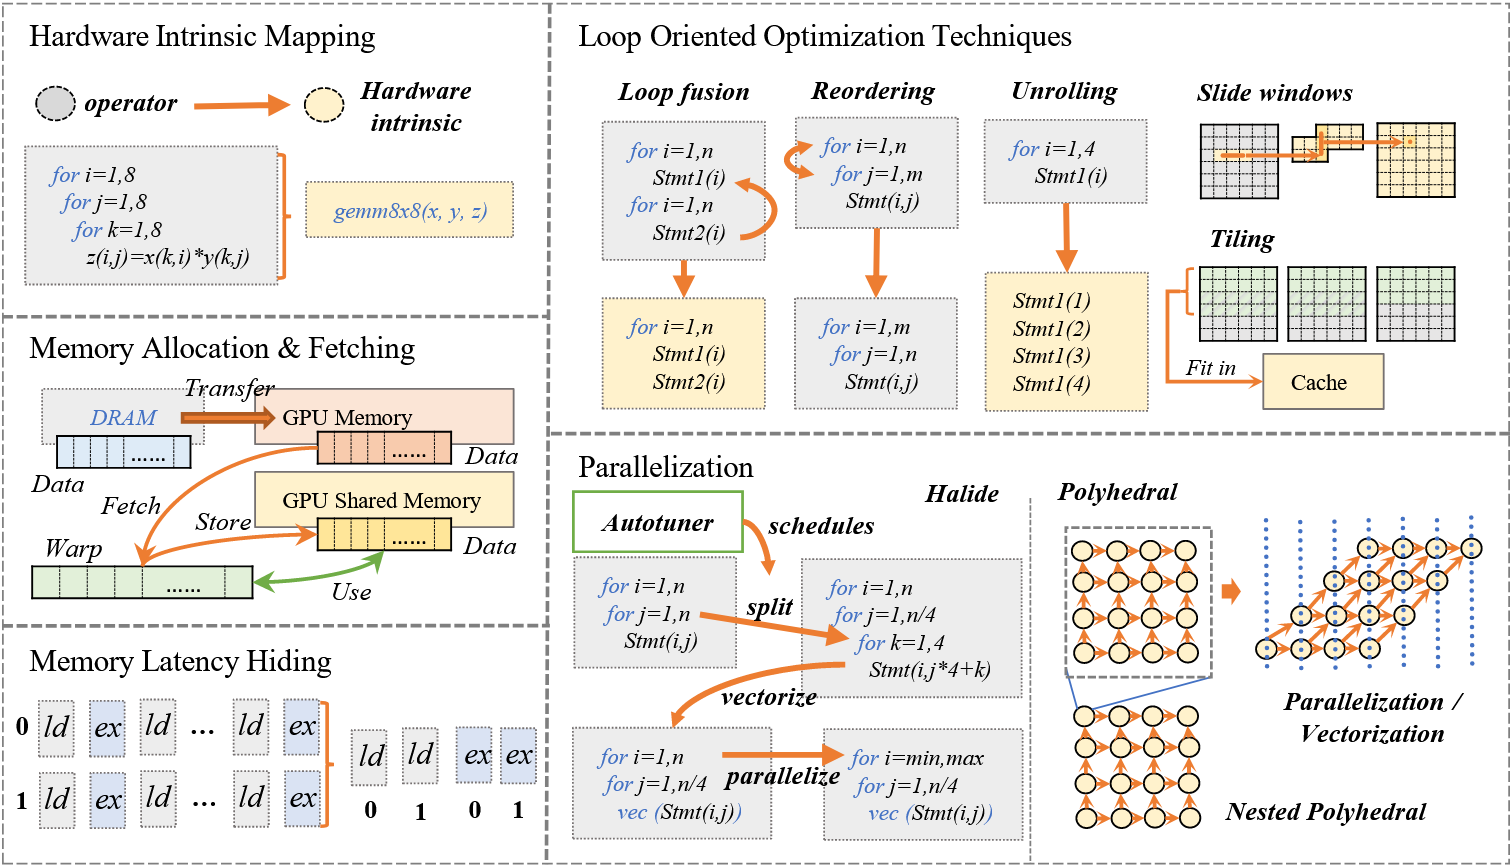 Hardware Intrinsic Mapping
operator
Hardware
intrinsic
for i=1,8
for j=1,8
for k=1,8
z(i,j)=x(k,i)*y(k,j)
gemm8x8(x, y, z)
Memory Allocation & Fetching
Transfer
DRAM
GPU Memory
......
......
Data
Data
Fetch
GPU Shared Memory
Store
......
Data
Warp
......
Use
Memory Latency Hiding
0 ld ex ld ... ld ex
1 ld ex ld ... ld ex
ld ld ex ex
0 1 0 1
Loop Oriented Optimization Techniques
Loop fusion
for i=1,n
Stmt1(i)
for i=1,n
Stmt2(i)
for i=1,n
Stmt1(i)
Stmt2(i)
Reordering
for i=1,n
for j=1,m
Stmt(i,j)
for i=1,m
for j=1,n
Stmt(i,j)
Unrolling
for i=1,4
Stmt1(i)
Stmt1(1)
Stmt1(2)
Stmt1(3)
Stmt1(4)
Slide windows
Tiling
Fit in
Cache
Parallelization
Halide
Autotuner
schedules
for i=1,n
for j=1,n
Stmt(i,j)
split
for i=1,n
for j=1,n/4
for k=1,4
Stmt(i,j*4+k)
vectorize
for i=1,n
for j=1,n/4
vec (Stmt(i,j))
parallelize
for i=min,max
for j=1,n/4
vec (Stmt(i,j))
Polyhedral
Parallelization /
Vectorization
Nested Polyhedral